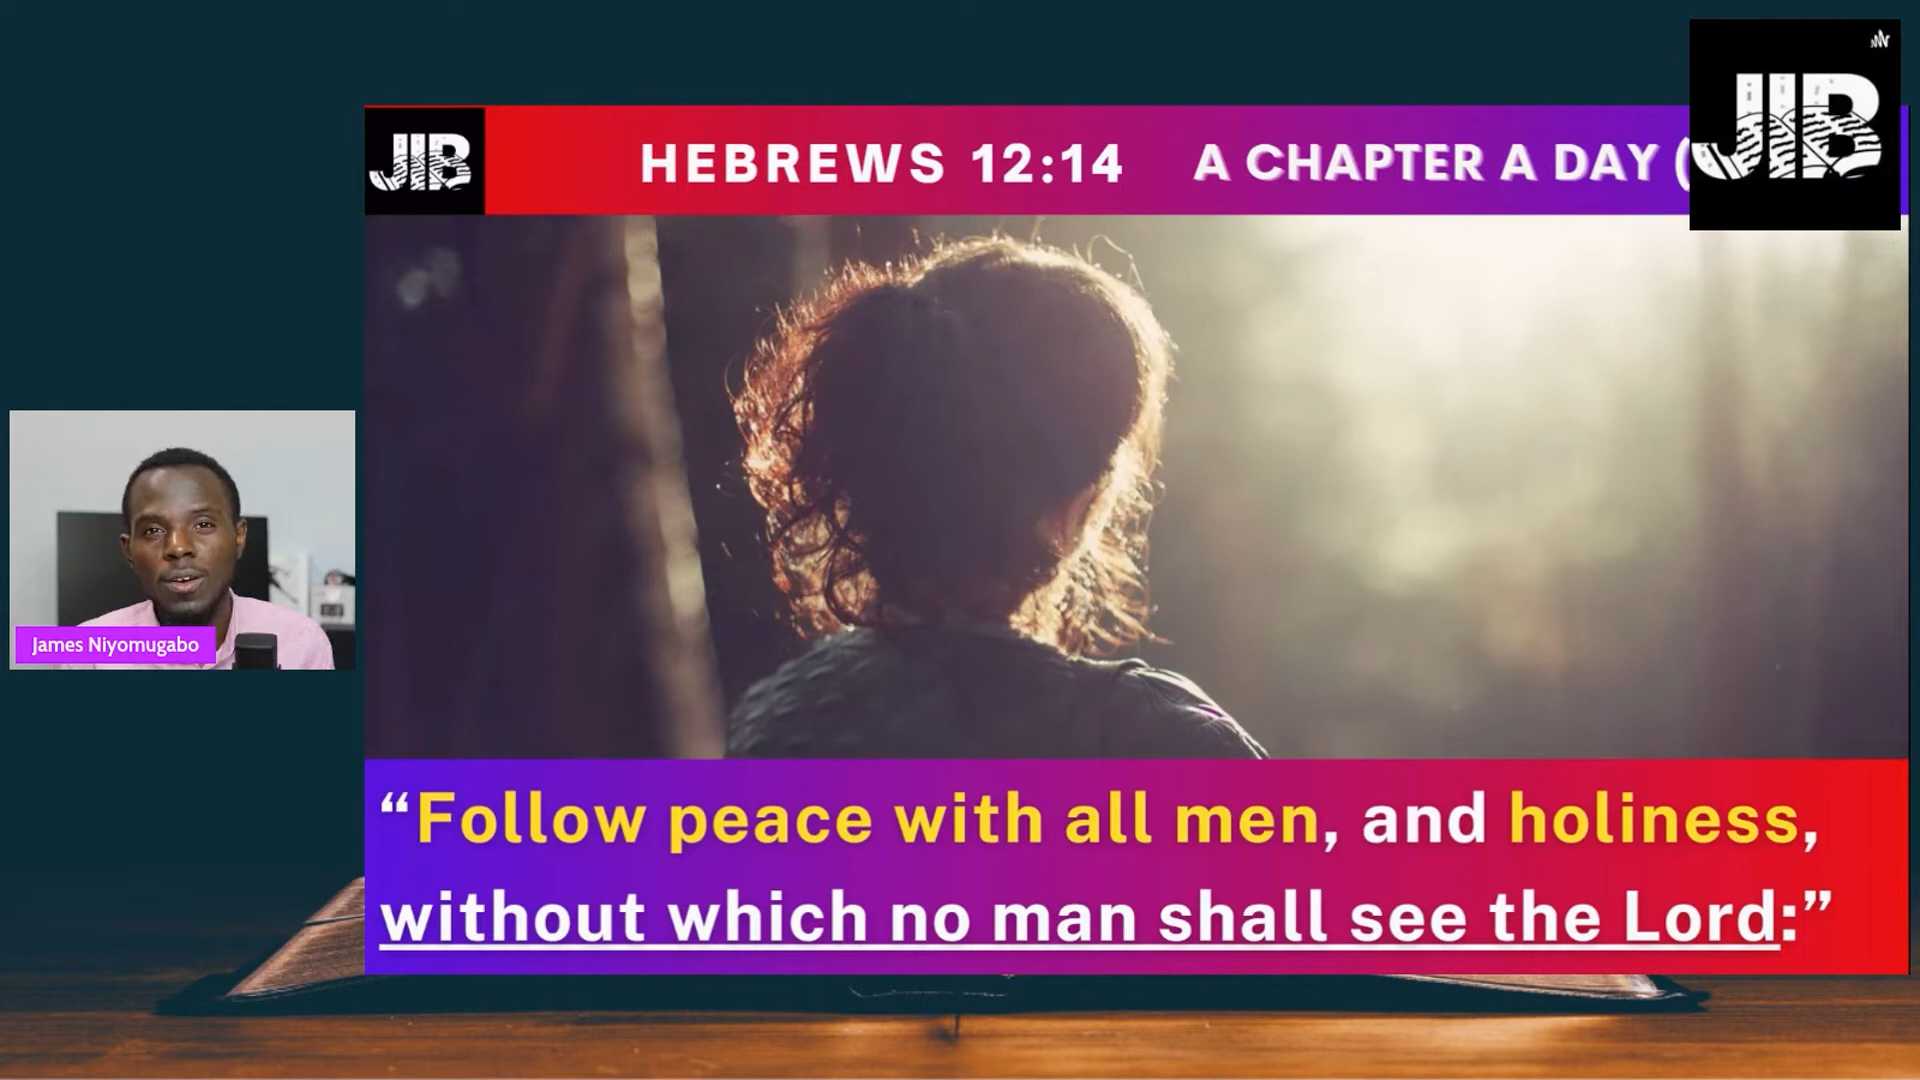 JIB
JIB
HEBREWS 12:14
A CHAPTER A DAY (
James Niyomugabo
“Follow peace with all men, and holiness,
without which no man shall see the Lord:”